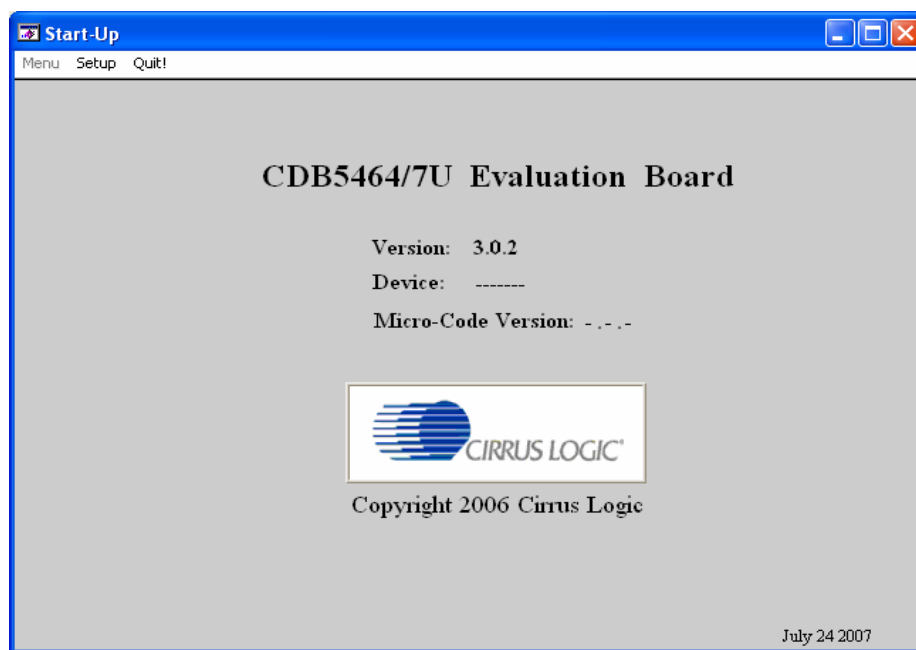 Start-Up
Menu Setup Quit!
CDB5464/7U Evaluation Board
Version: 3.0.2
Device: -------
Micro-Code Version: -.-.-
CIRRUS LOGIC®
Copyright 2006 Cirrus Logic
July 24 2007